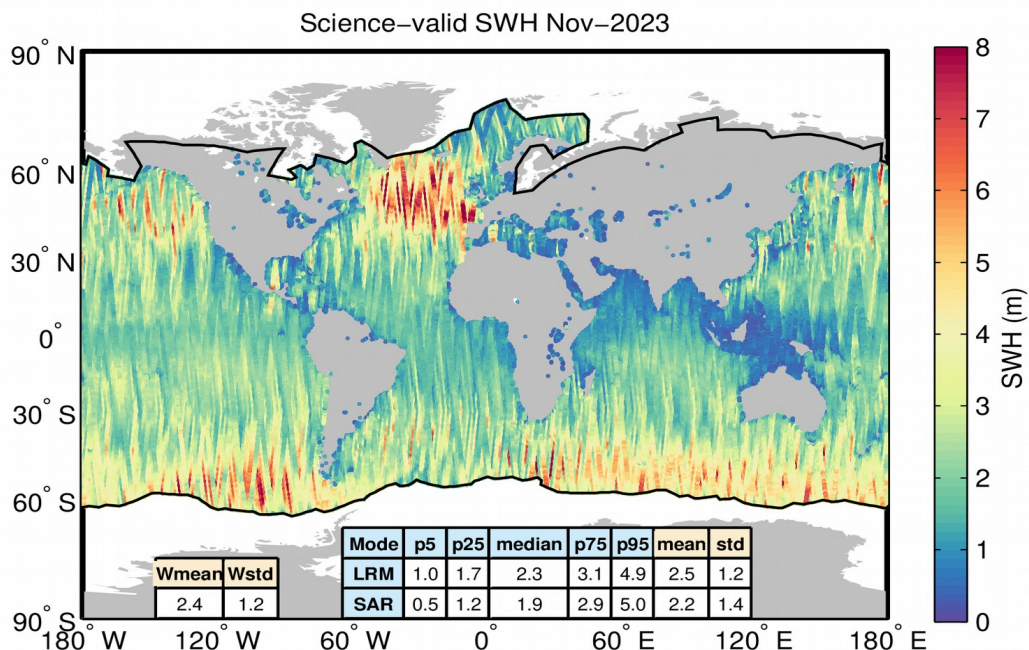 Science−valid SWH Nov−2023
90° N
60° N
30° N
0°
30° S
60° S
90° S
180° W
120° W
60° W
0°
60° E
120° E
180° E
8
7
6
5
4
3
2
1
0
SWH (m)
Wmean Wstd
2.4 1.2
Mode p5 p25 median p75 p95 mean std
LRM 1.0 1.7 2.3 3.1 4.9 2.5 1.2
SAR 0.5 1.2 1.9 2.9 5.0 2.2 1.4